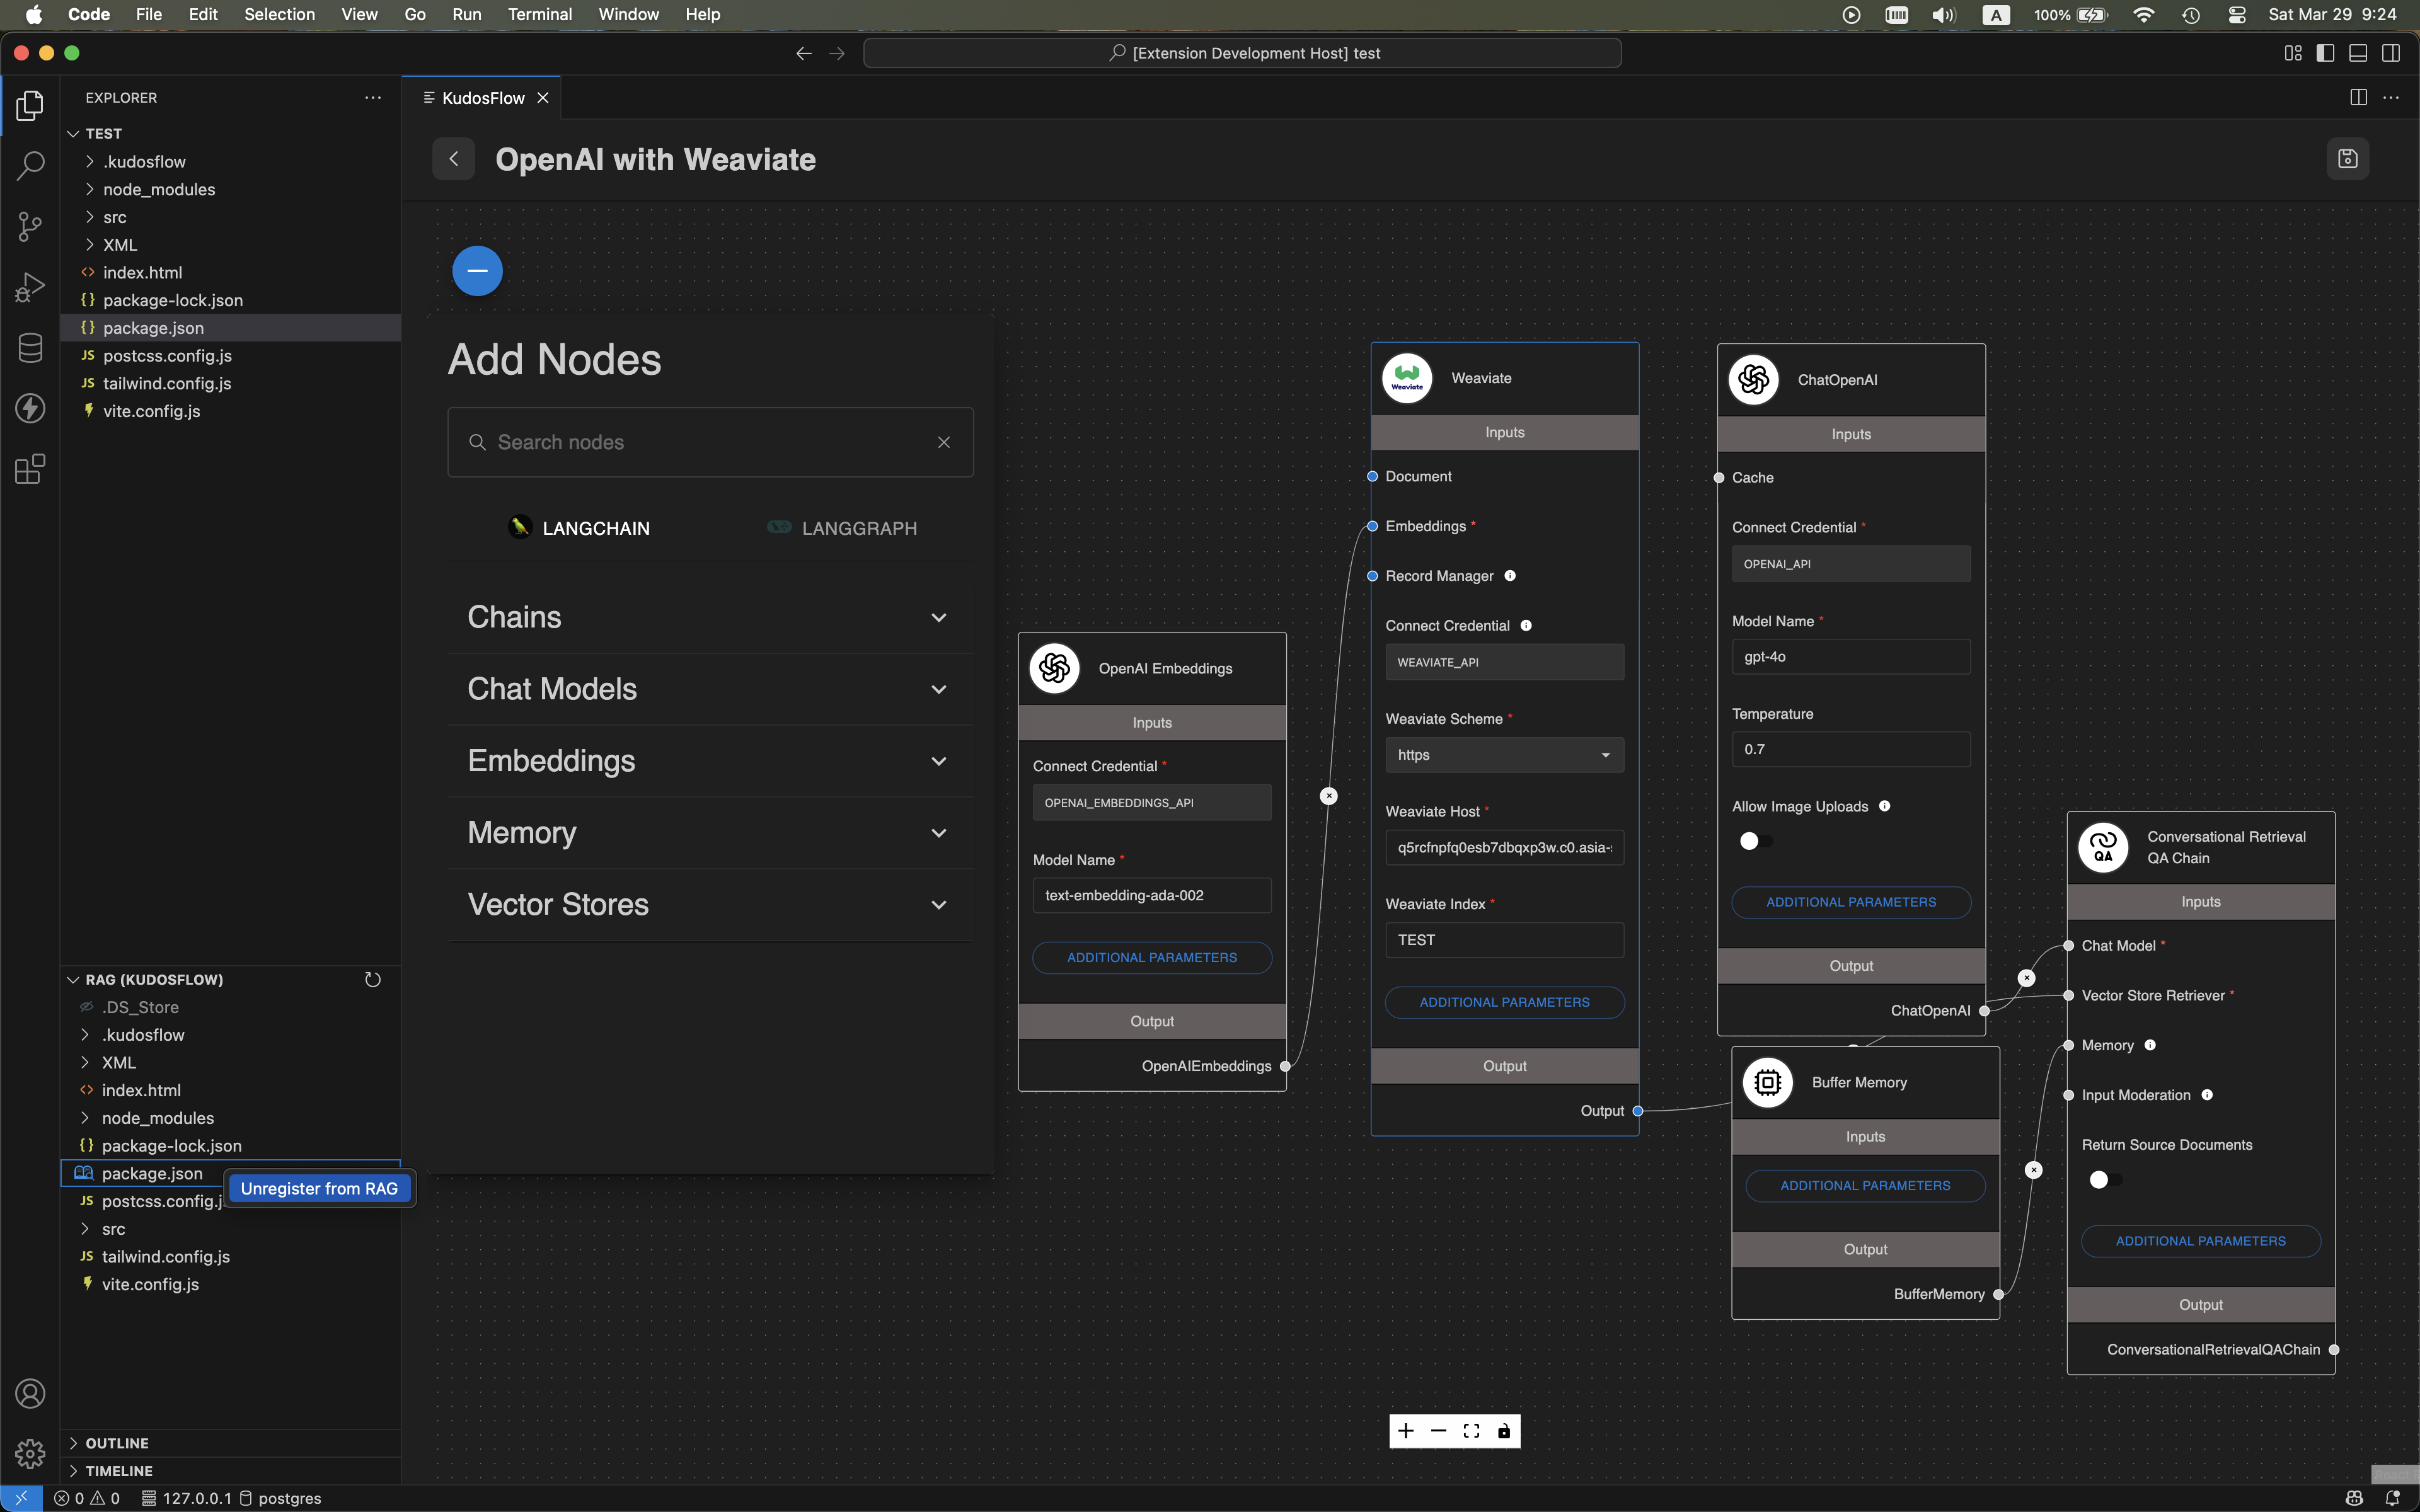 Code File Edit Selection View Go Run Terminal Window Help
A 100% Sat Mar 29 9:24
[Extension Development Host] test
EXPLORER
KudosFlow
TEST
.kudosflow
node_modules
src
XML
index.html
package-lock.json
package.json
postcss.config.js
tailwind.config.js
vite.config.js
RAG (KUDOSFLOW)
.DS_Store
.kudosflow
XML
index.html
node_modules
package-lock.json
package.json
Unregister from RAG
postcss.config.j
src
tailwind.config.js
vite.config.js
OUTLINE
TIMELINE
OpenAI with Weaviate
Add Nodes
Search nodes
LANGCHAIN LANGGRAPH
Chains
Chat Models
Embeddings
Memory
Vector Stores
OpenAI Embeddings
Inputs
Connect Credential *
OPENAI_EMBEDDINGS_API
Model Name *
text-embedding-ada-002
ADDITIONAL PARAMETERS
Output
OpenAIEmbeddings
Weaviate
Weaviate
Inputs
Document
Embeddings *
Record Manager
Connect Credential
WEAVIATE_API
Weaviate Scheme *
https
Weaviate Host *
q5rcfnpfq0esb7dbqxp3w.c0.asia-
Weaviate Index *
TEST
ADDITIONAL PARAMETERS
Output
Output
ChatOpenAI
Inputs
Cache
Connect Credential *
OPENAI_API
Model Name *
gpt-4o
Temperature
0.7
Allow Image Uploads
ADDITIONAL PARAMETERS
Output
ChatOpenAI
Buffer Memory
Inputs
ADDITIONAL PARAMETERS
Output
BufferMemory
QA
Conversational Retrieval
QA Chain
Inputs
Chat Model *
Vector Store Retriever *
Memory
Input Moderation
Return Source Documents
ADDITIONAL PARAMETERS
Output
ConversationalRetrievalQAChain
0 0 127.0.0.1 postgres